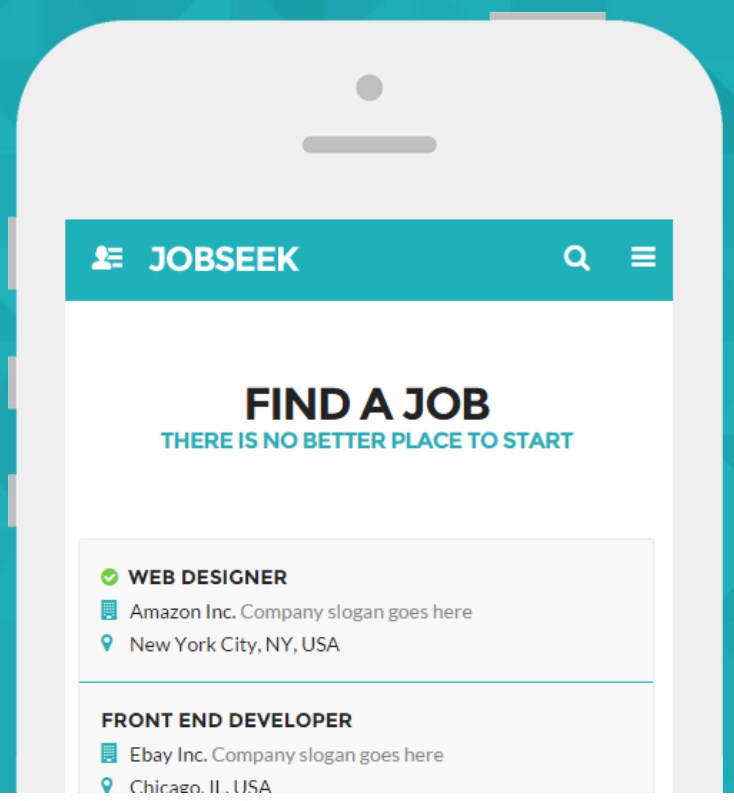 JOBSEEK
FIND A JOB
THERE IS NO BETTER PLACE TO START
WEB DESIGNER
Amazon Inc. Company slogan goes here
New York City, NY, USA
FRONT END DEVELOPER
Ebay Inc. Company slogan goes here
Chicago, IL, USA